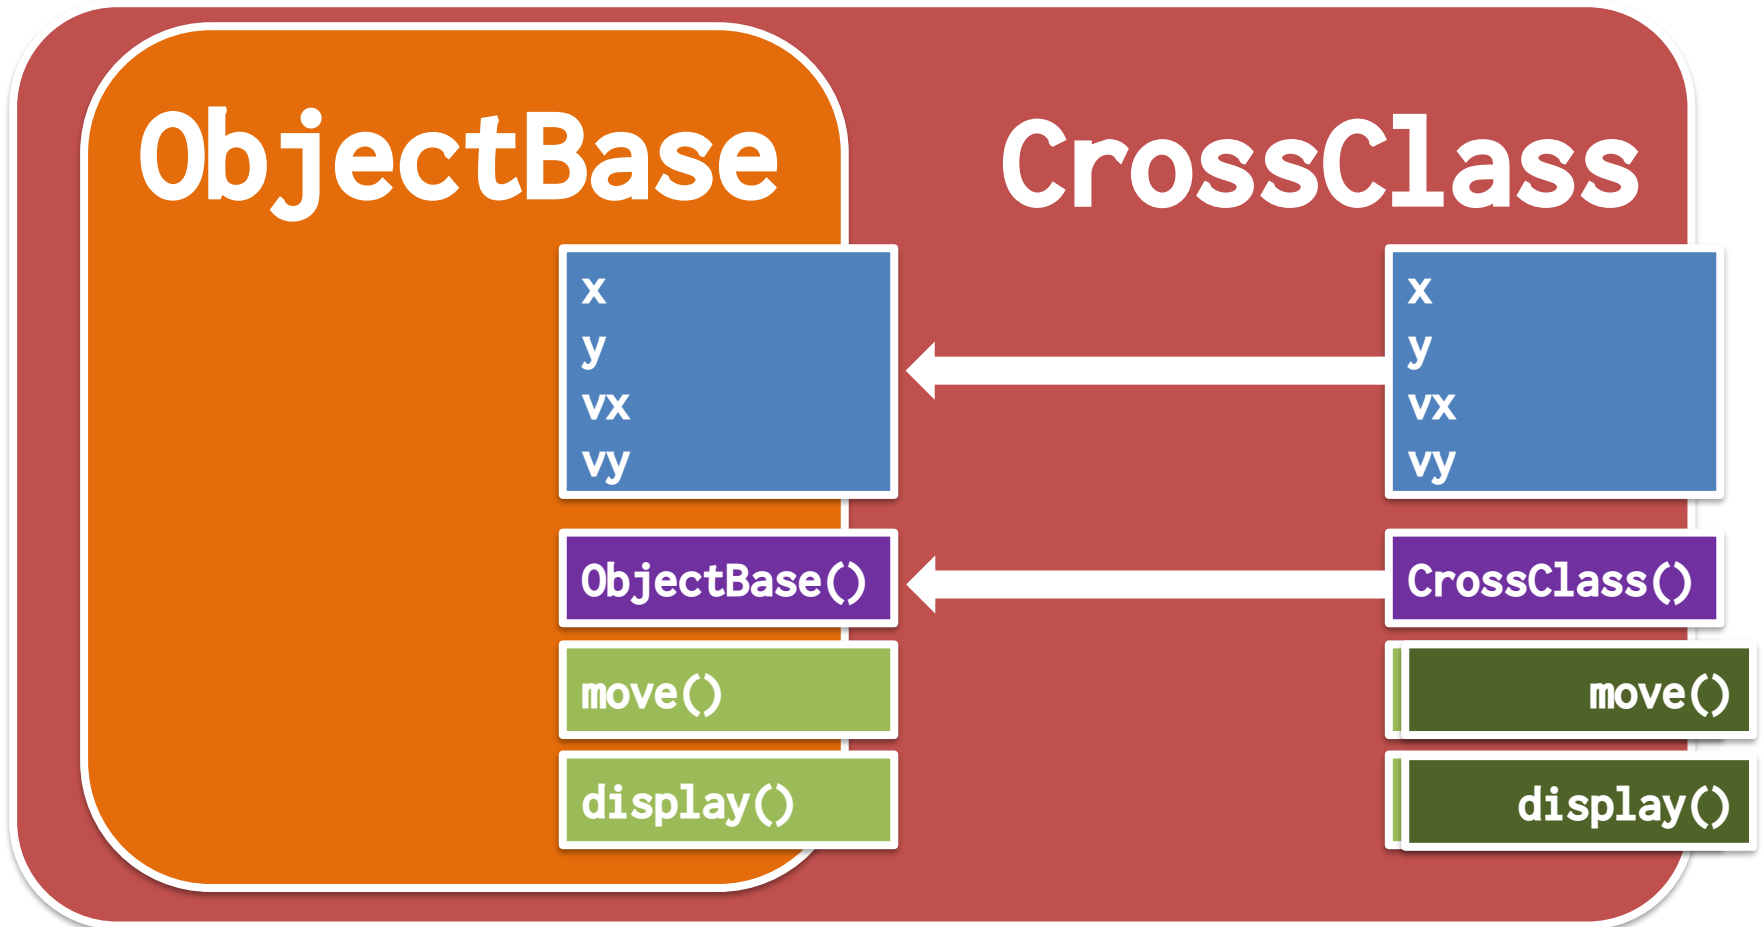 ObjectBase
CrossClass
x
y
vx
vy
ObjectBase()
move()
display()
x
y
vx
vy
CrossClass()
move()
display()